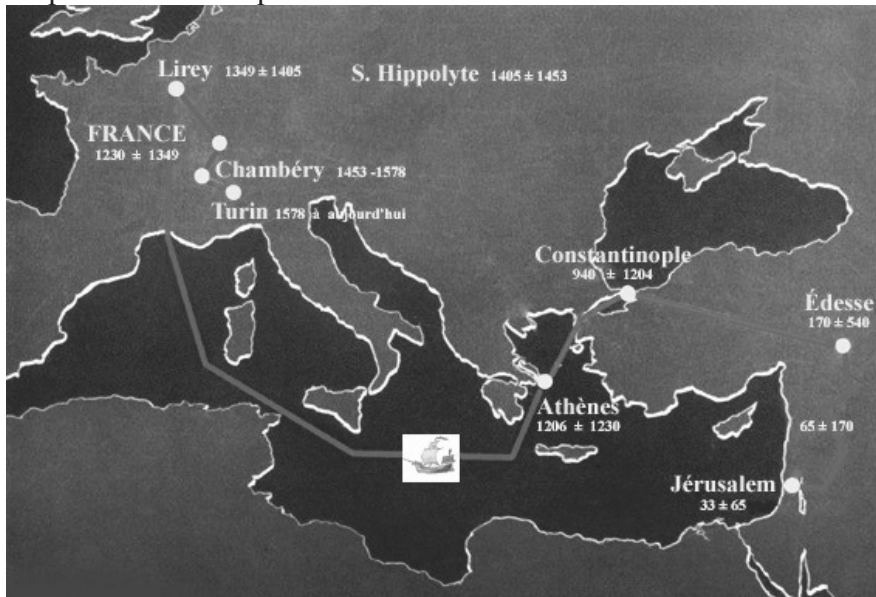 Lirey 1349 ± 1405
S. Hippolyte 1405 ± 1453
FRANCE
1230 ± 1349
Chambéry 1453 -1578
Turin 1578 à aujourd'hui
Constantinople
940 ± 1204
Édesse
170 ± 540
Athènes
1206 ± 1230
65 ± 170
Jérusalem
33 ± 65